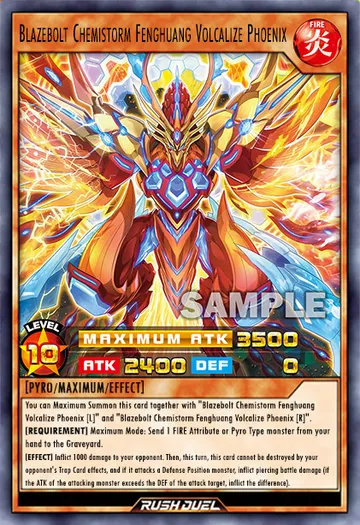 Blazebolt Chemistorm Fenghuang Volcalize Phoenix
FIRE
炎
SAMPLE
LEVEL
10
MAXIMUM ATK 3500
ATK 2400 DEF 0
[PYRO/MAXIMUM/EFFECT]
You can Maximum Summon this card together with "Blazebolt Chemistorm Fenghuang
Volcalize Phoenix [L]" and "Blazebolt Chemistorm Fenghuang Volcalize Phoenix [R]".
[REQUIREMENT] Maximum Mode: Send 1 FIRE Attribute or Pyro Type monster from your
hand to the Graveyard.
[EFFECT] Inflict 1000 damage to your opponent. Then, this turn, this card cannot be destroyed by your
opponent's Trap Card effects, and if it attacks a Defense Position monster, inflict piercing battle damage (if
the ATK of the attacking monster exceeds the DEF of the attack target, inflict the difference).
RUSH DUEL